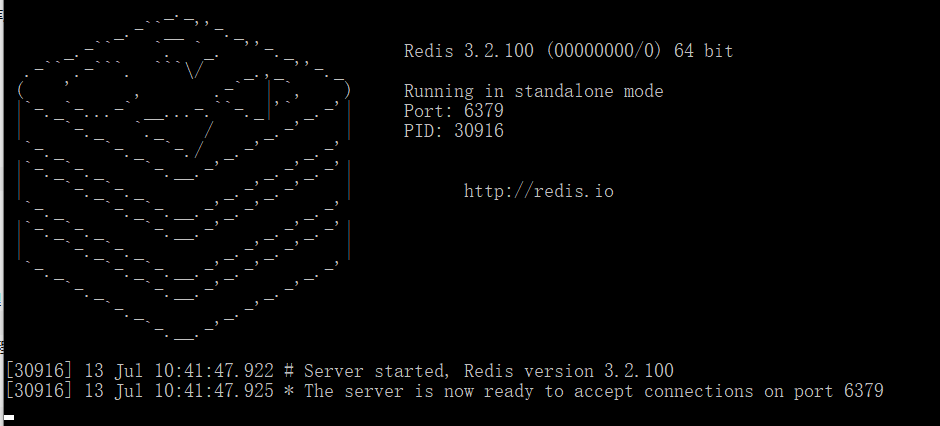 Redis 3.2.100 (00000000/0) 64 bit
Running in standalone mode
Port: 6379
PID: 30916
http://redis.io
[30916] 13 Jul 10:41:47.922 # Server started, Redis version 3.2.100
[30916] 13 Jul 10:41:47.925 * The server is now ready to accept connections on port 6379